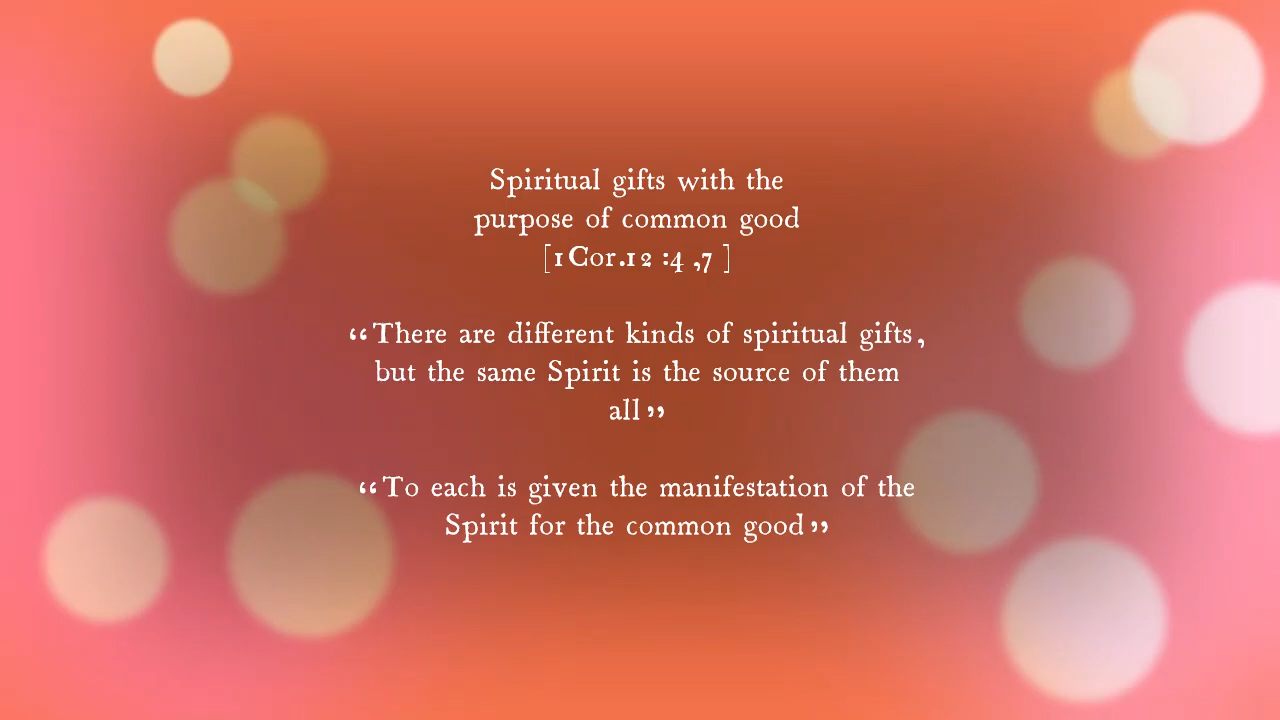 Spiritual gifts with the
purpose of common good
[1Cor.12 :4 ,7 ]
“There are different kinds of spiritual gifts,
but the same Spirit is the source of them
all”
“To each is given the manifestation of the
Spirit for the common good”